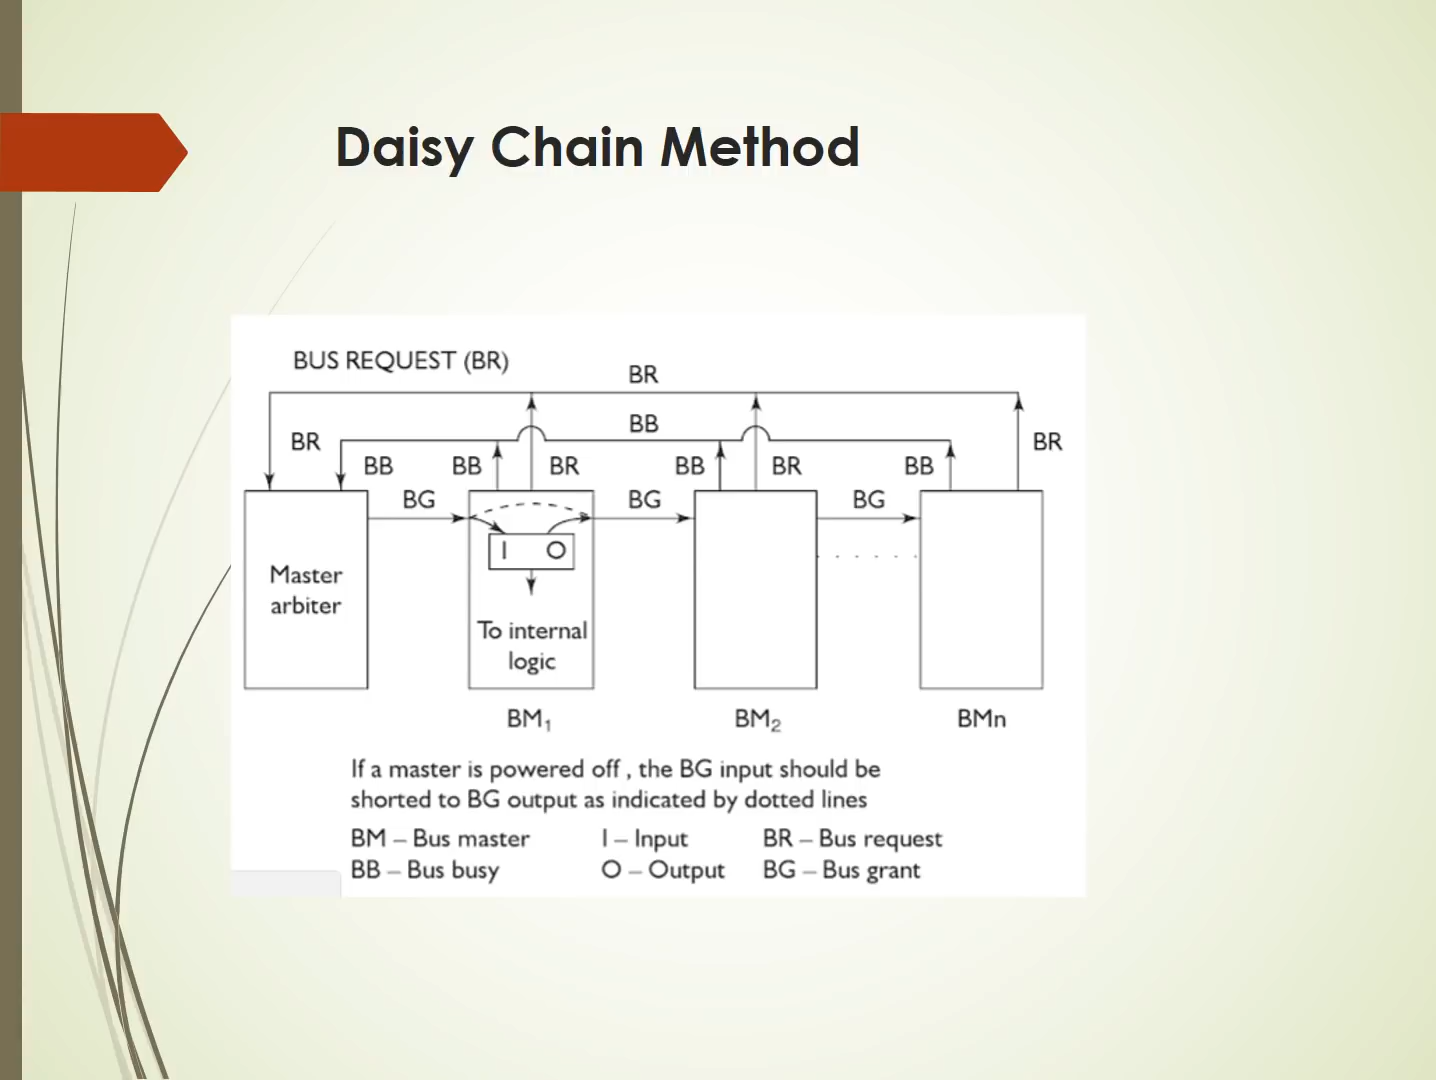 Daisy Chain Method
BUS REQUEST (BR)
BR
BB
BR
BR
BB
BB
BR
BB
BR
BB
BG
BG
BG
I O
Master
arbiter
To internal
logic
BM1
BM2
BMn
If a master is powered off , the BG input should be
shorted to BG output as indicated by dotted lines
BM – Bus master I – Input BR – Bus request
BB – Bus busy O – Output BG – Bus grant